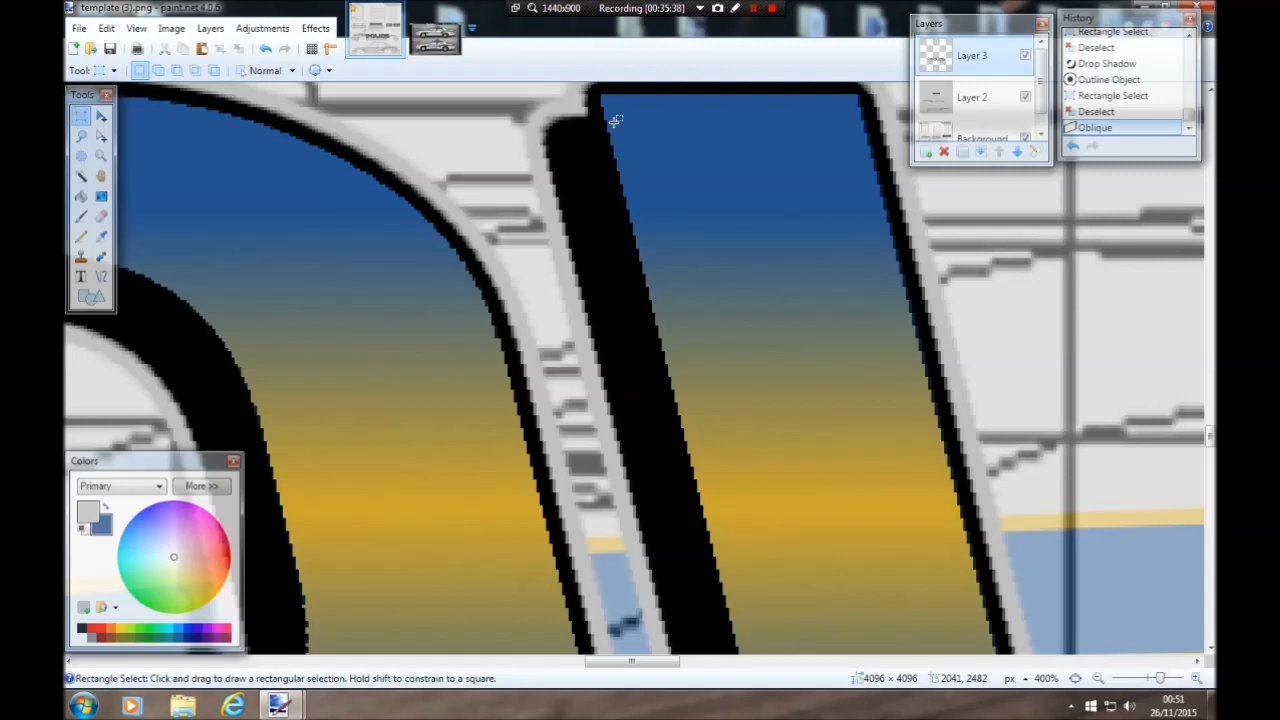 template (3).png - paint.net 4.0.6
1440x900 Recording [00:35:38]
File Edit View Image Layers Adjustments Effects
Tool: Normal
Tools
Layers
Layer 3
Layer 2
Background
History
Rectangle Select
Deselect
Drop Shadow
Outline Object
Rectangle Select
Deselect
Oblique
Colors
Primary More >>
Rectangle Select: Click and drag to draw a rectangular selection. Hold shift to constrain to a square. 4096 × 4096 2041, 2482 px 400%
00:51
26/11/2015